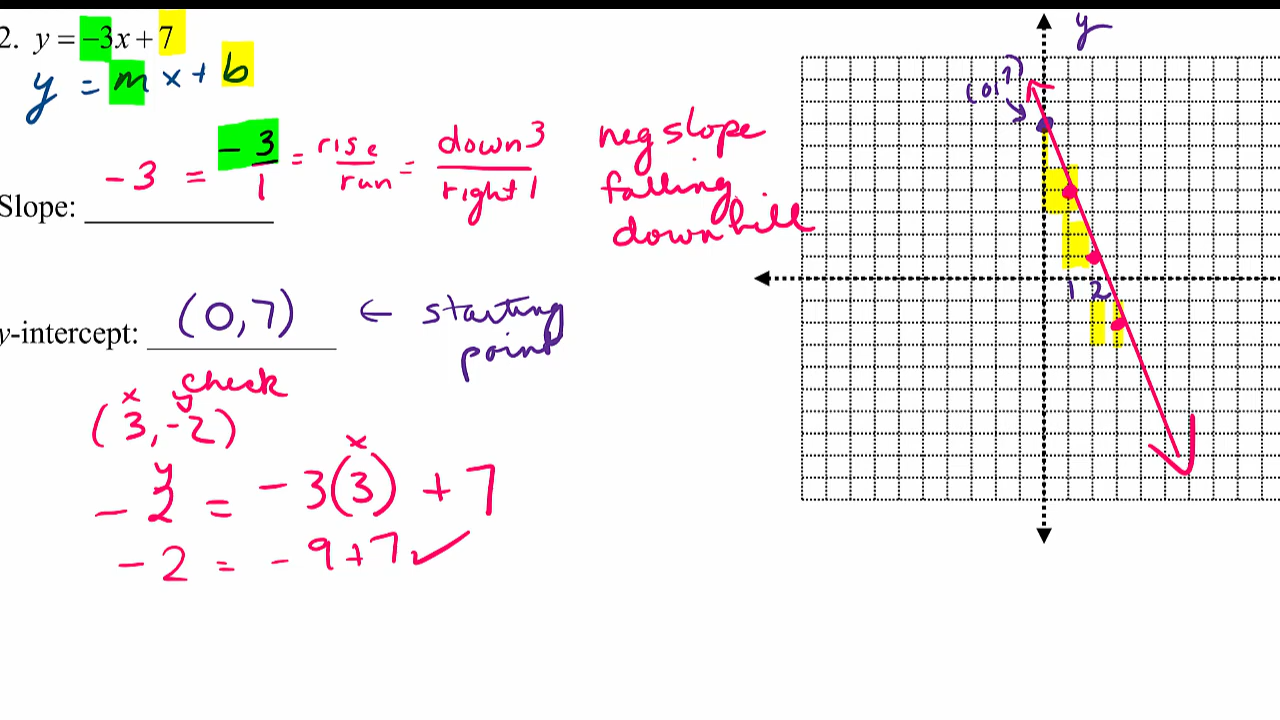 2. y = −3x + 7
y = mx + b
-3 = -3/1 = rise/run = down 3/right 1
neg slope
falling
downhill
Slope:
y-intercept: (0,7) ← starting
point
check
x y
(3,-2)
y x
-2 = -3(3) + 7
-2 = -9+7 ✓
y
(0,7)
1 2